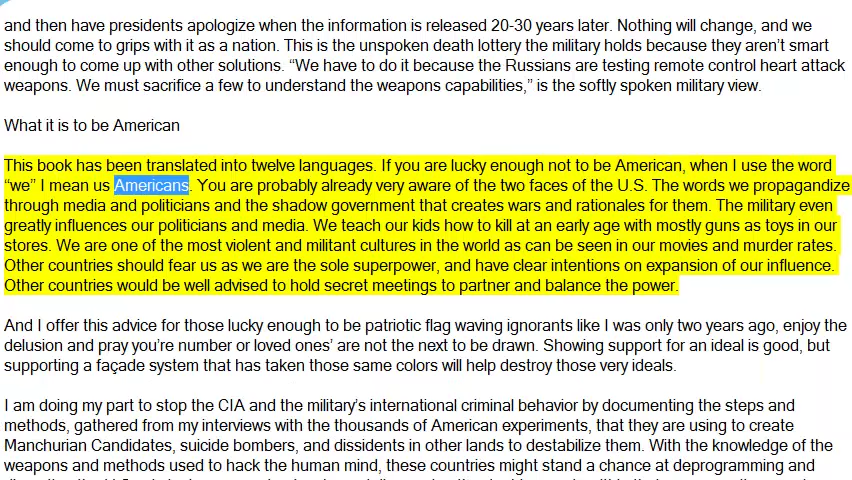 and then have presidents apologize when the information is released 20-30 years later. Nothing will change, and we
should come to grips with it as a nation. This is the unspoken death lottery the military holds because they aren’t smart
enough to come up with other solutions. “We have to do it because the Russians are testing remote control heart attack
weapons. We must sacrifice a few to understand the weapons capabilities,” is the softly spoken military view.
What it is to be American
This book has been translated into twelve languages. If you are lucky enough not to be American, when I use the word
“we” I mean us Americans. You are probably already very aware of the two faces of the U.S. The words we propagandize
through media and politicians and the shadow government that creates wars and rationales for them. The military even
greatly influences our politicians and media. We teach our kids how to kill at an early age with mostly guns as toys in our
stores. We are one of the most violent and militant cultures in the world as can be seen in our movies and murder rates.
Other countries should fear us as we are the sole superpower, and have clear intentions on expansion of our influence.
Other countries would be well advised to hold secret meetings to partner and balance the power.
And I offer this advice for those lucky enough to be patriotic flag waving ignorants like I was only two years ago, enjoy the
delusion and pray you’re number or loved ones’ are not the next to be drawn. Showing support for an ideal is good, but
supporting a façade system that has taken those same colors will help destroy those very ideals.
I am doing my part to stop the CIA and the military’s international criminal behavior by documenting the steps and
methods, gathered from my interviews with the thousands of American experiments, that they are using to create
Manchurian Candidates, suicide bombers, and dissidents in other lands to destabilize them. With the knowledge of the
weapons and methods used to hack the human mind, these countries might stand a chance at deprogramming and